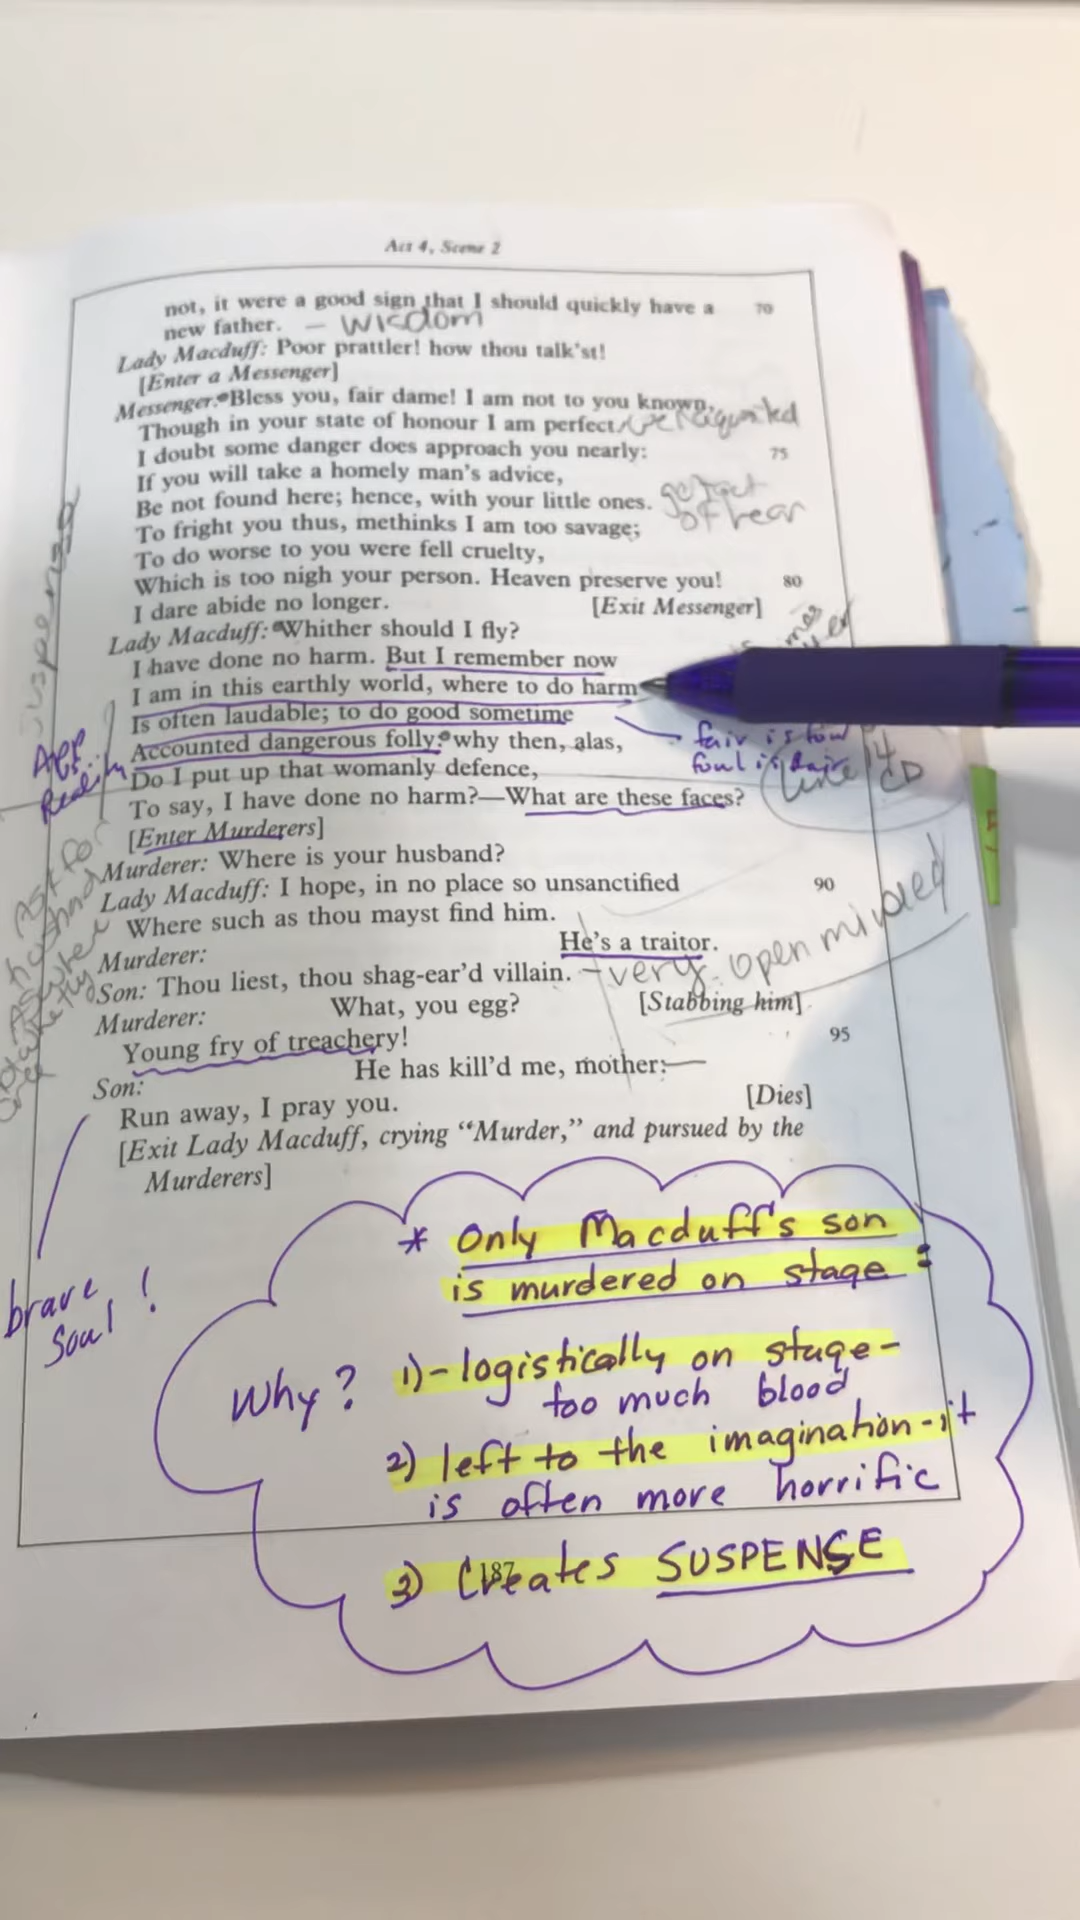 Act 4, Scene 2
not, it were a good sign that I should quickly have a 70
new father. - WISdom
Lady Macduff: Poor prattler! how thou talk'st!
[Enter a Messenger]
Messenger: Bless you, fair dame! I am not to you known,
Though in your state of honour I am perfect.
I doubt some danger does approach you nearly: 75
If you will take a homely man's advice,
Be not found here; hence, with your little ones.
To fright you thus, methinks I am too savage; of fear
To do worse to you were fell cruelty,
Which is too nigh your person. Heaven preserve you! 80
I dare abide no longer. [Exit Messenger]
Lady Macduff: Whither should I fly?
I have done no harm. But I remember now
I am in this earthly world, where to do harm
Is often laudable; to do good sometime
Accounted dangerous folly: why then, alas,
fair is foul
foul is fair
Do I put up that womanly defence,
To say, I have done no harm?—What are these faces?
line
CD
[Enter Murderers]
Murderer: Where is your husband?
Lady Macduff: I hope, in no place so unsanctified 90
Where such as thou mayst find him.
Murderer: He's a traitor.
Son: Thou liest, thou shag-ear'd villain. - very open minded
Murderer: What, you egg? [Stabbing him]
Young fry of treachery! 95
Son: He has kill'd me, mother:—
Run away, I pray you. [Dies]
[Exit Lady Macduff, crying “Murder,” and pursued by the
Murderers]
suspense
App
Reality
brave
soul !
* Only Macduff's son
is murdered on stage :
Why? 1) - logistically on stage -
too much blood
2) left to the imagination - it
is often more horrific
3) Creates SUSPENSE
187